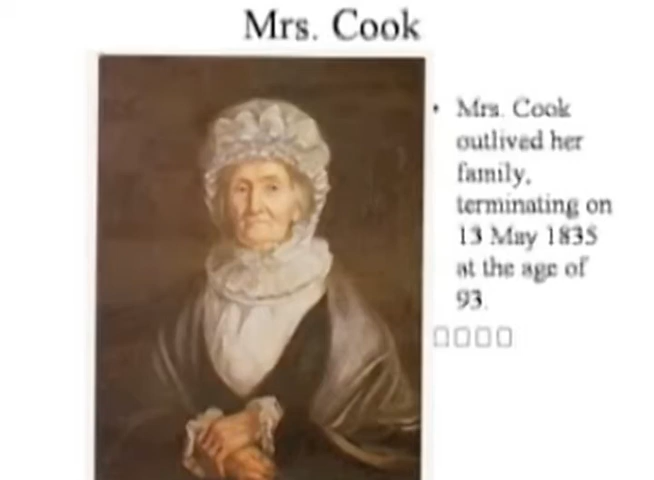 Mrs. Cook
• Mrs. Cook
outlived her
family,
terminating on
13 May 1835
at the age of
93.